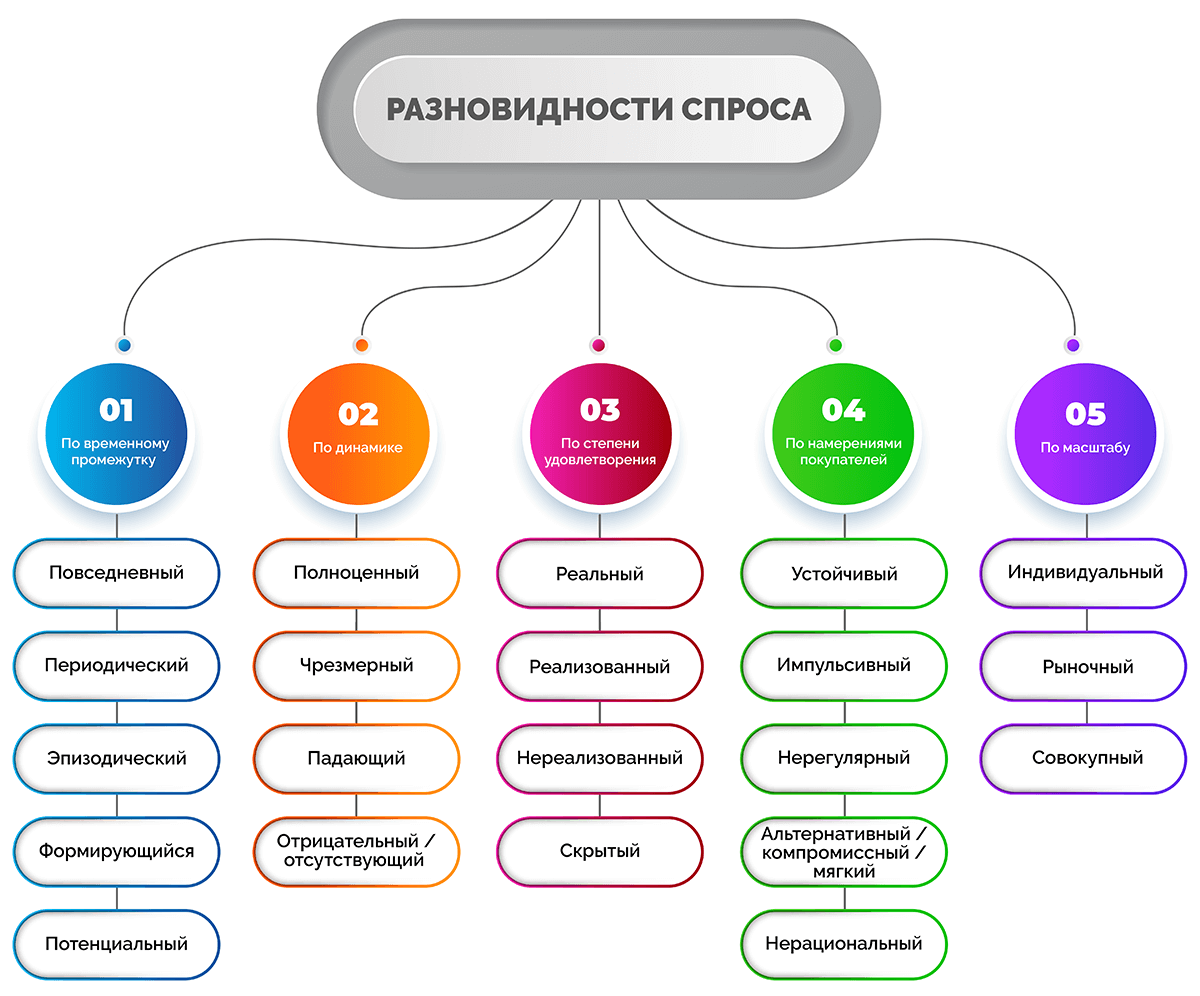 РАЗНОВИДНОСТИ СПРОСА
01
По временному
промежутку
Повседневный
Периодический
Эпизодический
Формирующийся
Потенциальный
02
По динамике
Полноценный
Чрезмерный
Падающий
Отрицательный /
отсутствующий
03
По степени
удовлетворения
Реальный
Реализованный
Нереализованный
Скрытый
04
По намерениями
покупателей
Устойчивый
Импульсивный
Нерегулярный
Альтернативный /
компромиссный /
мягкий
Нерациональный
05
По масштабу
Индивидуальный
Рыночный
Совокупный